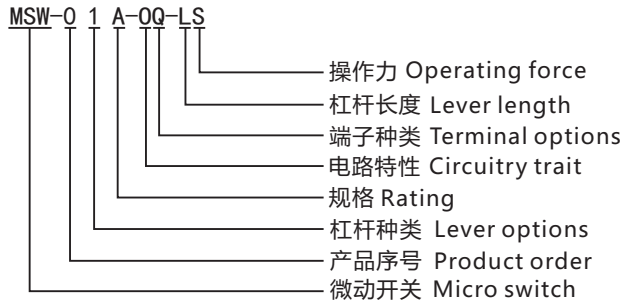 MSW-0 1 A-0Q-LS
操作力 Operating force
杠杆长度 Lever length
端子种类 Terminal options
电路特性 Circuitry trait
规格 Rating
杠杆种类 Lever options
产品序号 Product order
微动开关 Micro switch